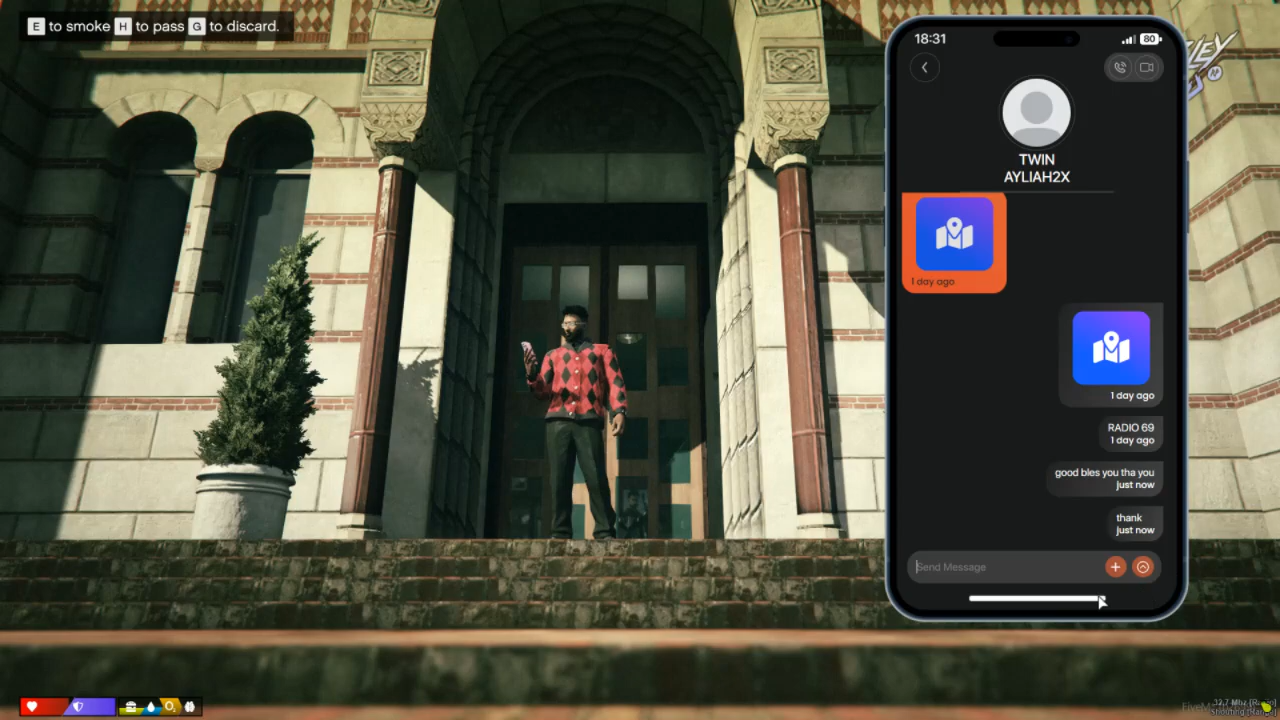 E to smoke H to pass G to discard.
18:31
80
TWIN
AYLIAH2X
1 day ago
1 day ago
RADIO 69
1 day ago
good bles you tha you
just now
thank
just now
Send Message
O₂